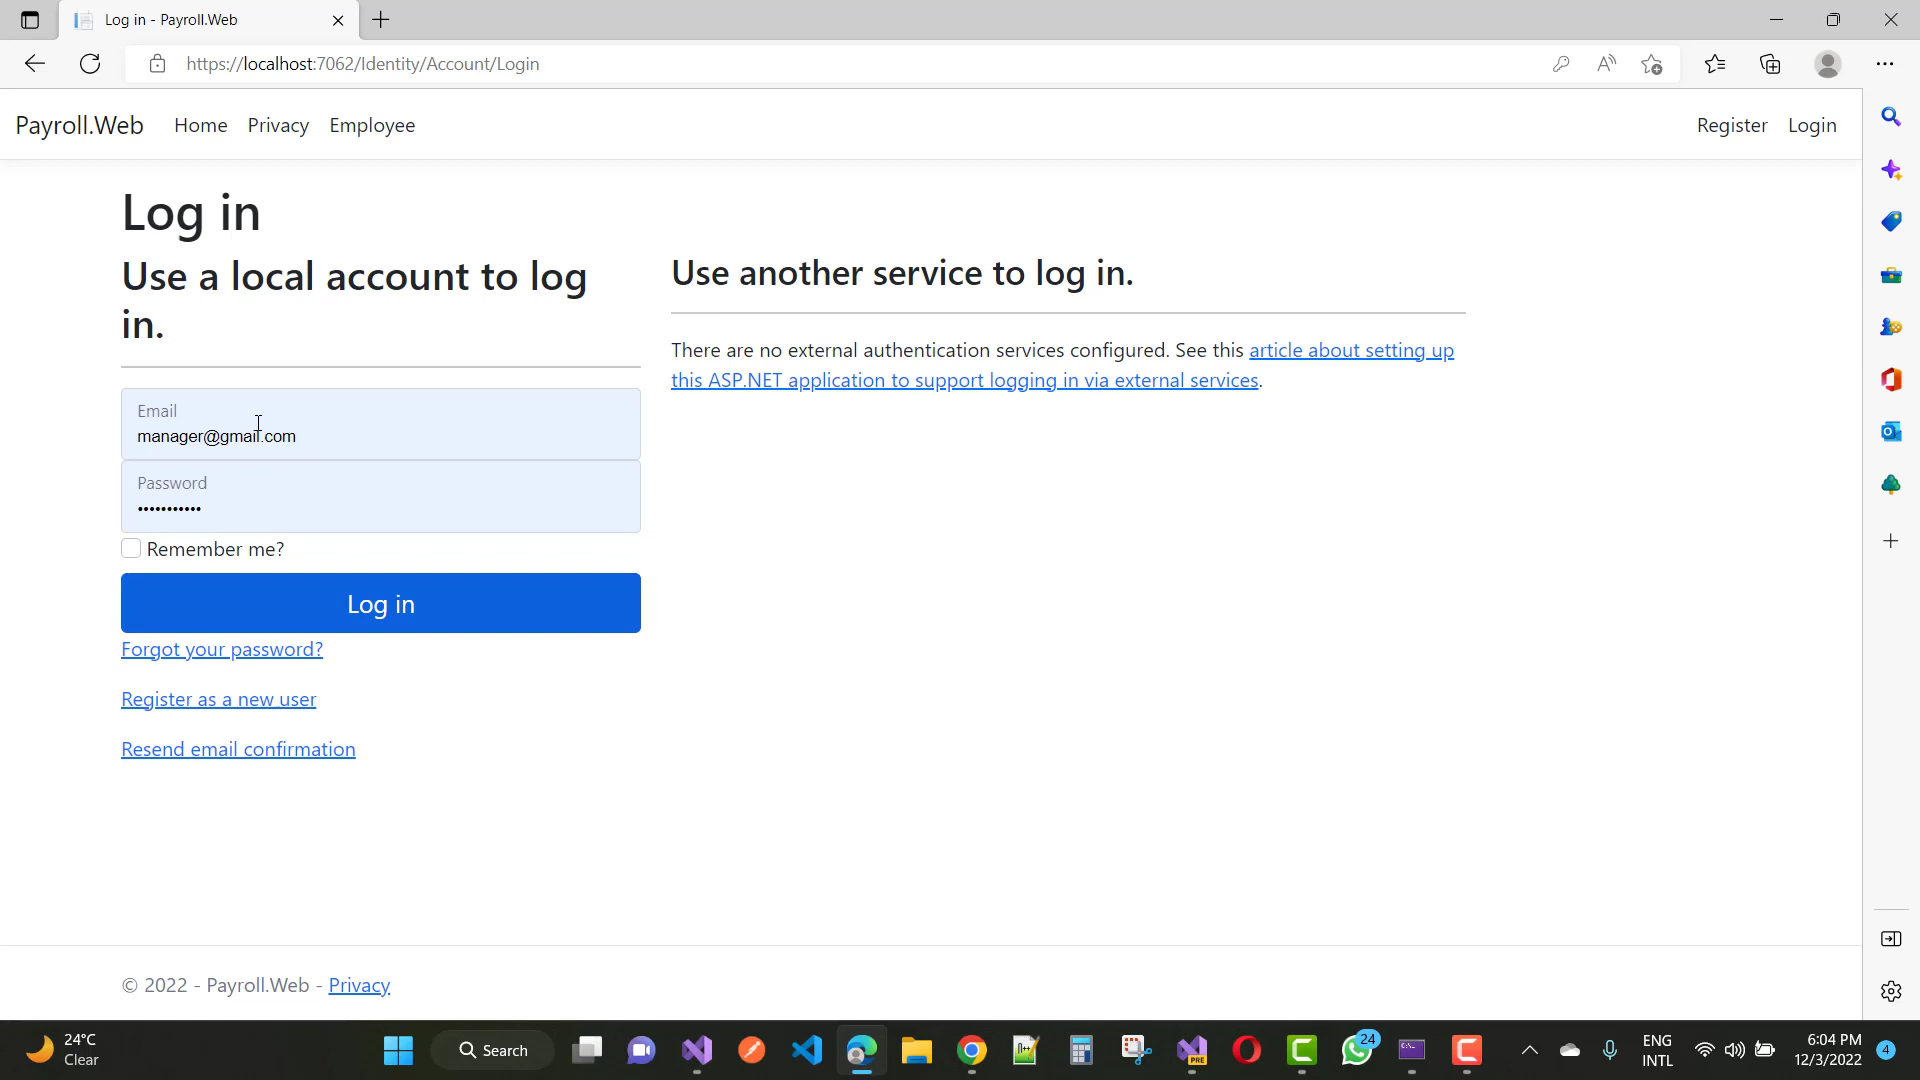 Log in - Payroll.Web
https://localhost:7062/Identity/Account/Login
Payroll.Web Home Privacy Employee Register Login
Log in
Use a local account to log
in.
Email
manager@gmail.com
Password
•••••••••••
Remember me?
Log in
Forgot your password?
Register as a new user
Resend email confirmation
Use another service to log in.
There are no external authentication services configured. See this article about setting up
this ASP.NET application to support logging in via external services.
© 2022 - Payroll.Web - Privacy
24°C
Clear
Search
PRE
24
ENG
INTL
6:04 PM
12/3/2022
4